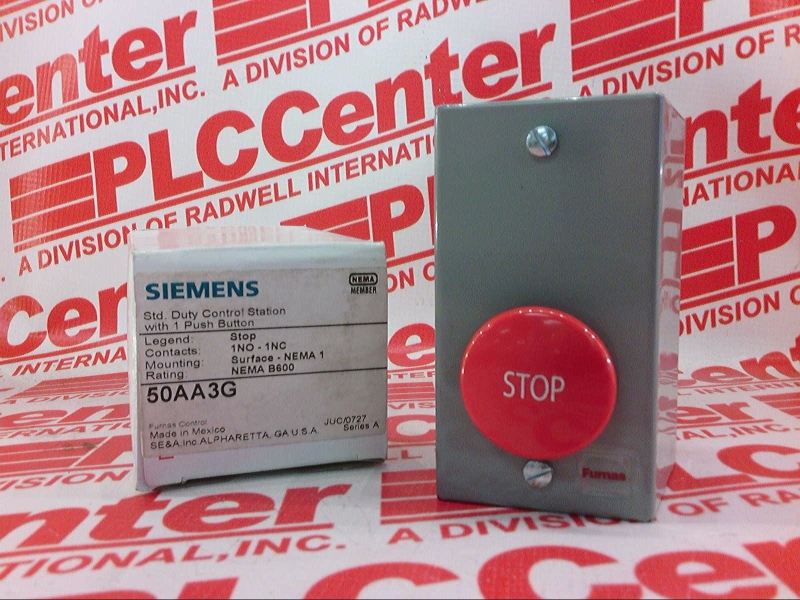 PLCCenter
A DIVISION OF RADWELL INTERNATIONAL, INC.
SIEMENS
NEMA
MEMBER
Std. Duty Control Station
with 1 Push Button
Legend: Stop
Contacts: 1NO - 1NC
Mounting: Surface - NEMA 1
Rating: NEMA B600
50AA3G
Furnas Control
Made in Mexico
SE&A,Inc.ALPHARETTA, GA U.S.A.
JUC/0727
Series A
STOP
Furnas